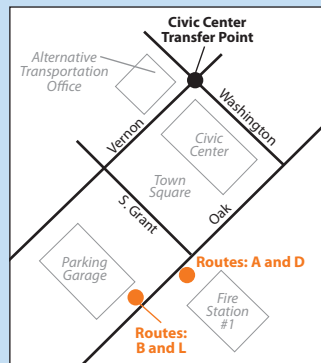 Civic Center
Transfer Point
Alternative
Transportation
Office
Washington
Vernon
Civic
Center
Town
Square
S. Grant
Oak
Parking
Garage
Routes: A and D
Fire
Station
#1
Routes:
B and L